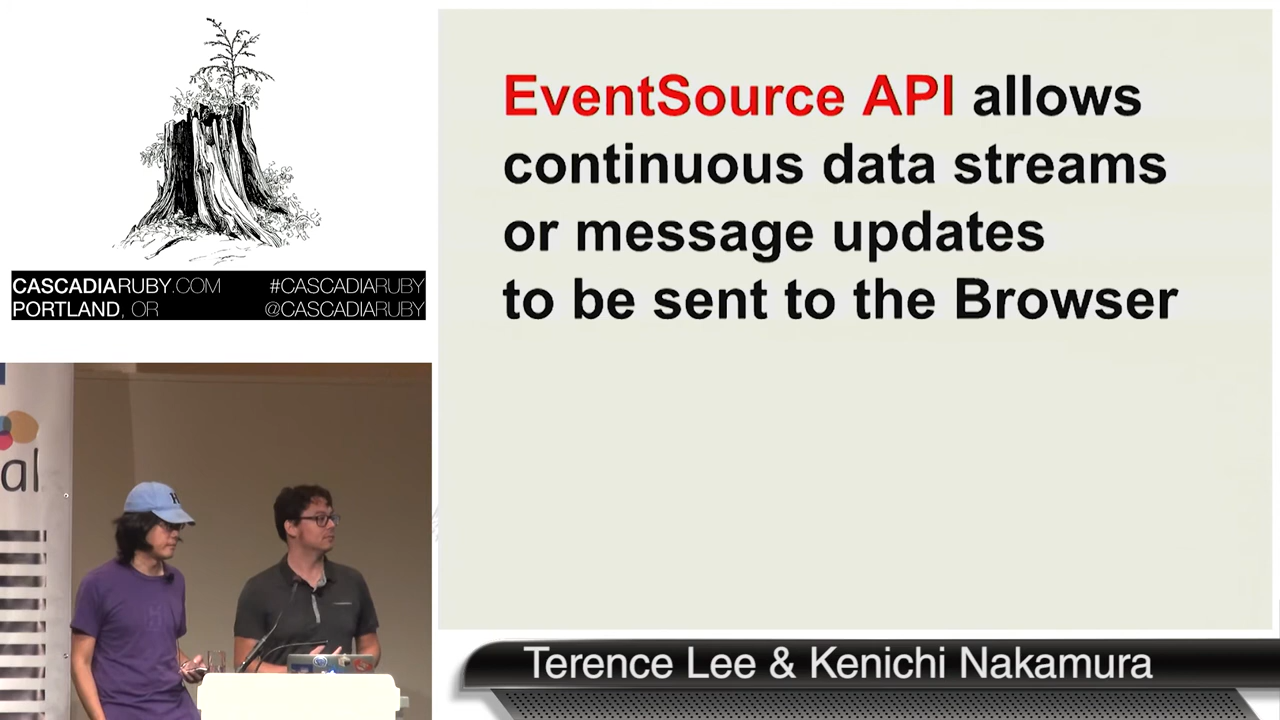 CASCADIARUBY.COM #CASCADIARUBY
PORTLAND, OR @CASCADIARUBY
EventSource API allows
continuous data streams
or message updates
to be sent to the Browser
al
H
Terence Lee & Kenichi Nakamura